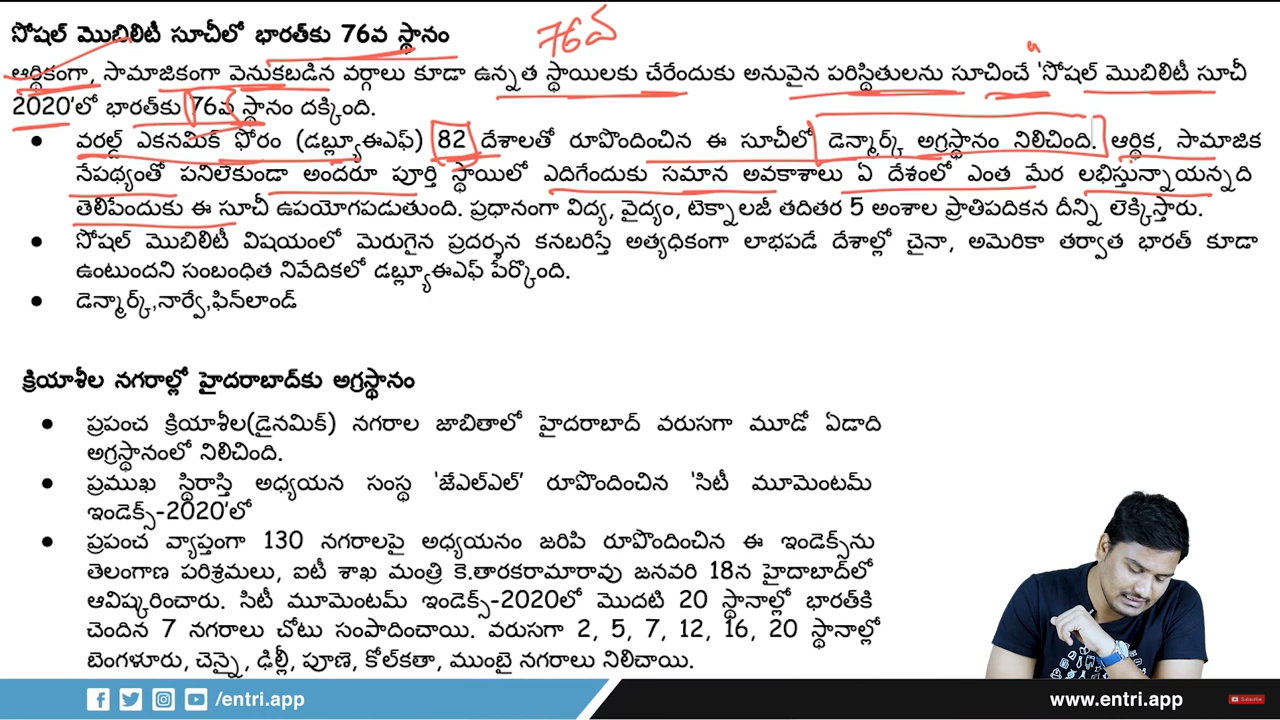 సోషల్ మొబిలిటీ సూచీలో భారత్‌కు 76వ స్థానం
76వ
ఆర్థికంగా, సామాజికంగా వెనుకబడిన వర్గాలు కూడా ఉన్నత స్థాయిలకు చేరేందుకు అనువైన పరిస్థితులను సూచించే 'సోషల్ మొబిలిటీ సూచీ
2020'లో భారత్‌కు 76వ స్థానం దక్కింది.
• వరల్డ్ ఎకనమిక్ ఫోరం (డబ్ల్యూఈఎఫ్) 82 దేశాలతో రూపొందించిన ఈ సూచీలో డెన్మార్క్ అగ్రస్థానం నిలిచింది. ఆర్థిక, సామాజిక
నేపథ్యంతో పనిలేకుండా అందరూ పూర్తి స్థాయిలో ఎదిగేందుకు సమాన అవకాశాలు ఏ దేశంలో ఎంత మేర లభిస్తున్నాయన్నది
తెలిపేందుకు ఈ సూచీ ఉపయోగపడుతుంది. ప్రధానంగా విద్య, వైద్యం, టెక్నాలజీ తదితర 5 అంశాల ప్రాతిపదికన దీన్ని లెక్కిస్తారు.
• సోషల్ మొబిలిటీ విషయంలో మెరుగైన ప్రదర్శన కనబరిస్తే అత్యధికంగా లాభపడే దేశాల్లో చైనా, అమెరికా తర్వాత భారత్ కూడా
ఉంటుందని సంబంధిత నివేదికలో డబ్ల్యూఈఎఫ్ పేర్కొంది.
• డెన్మార్క్,నార్వే,ఫిన్‌లాండ్
క్రియాశీల నగరాల్లో హైదరాబాద్‌కు అగ్రస్థానం
• ప్రపంచ క్రియాశీల(డైనమిక్) నగరాల జాబితాలో హైదరాబాద్ వరుసగా మూడో ఏడాది
అగ్రస్థానంలో నిలిచింది.
• ప్రముఖ స్థిరాస్తి అధ్యయన సంస్థ 'జేఎల్ఎల్' రూపొందించిన 'సిటీ మూమెంటమ్
ఇండెక్స్-2020'లో
• ప్రపంచ వ్యాప్తంగా 130 నగరాలపై అధ్యయనం జరిపి రూపొందించిన ఈ ఇండెక్స్‌ను
తెలంగాణ పరిశ్రమలు, ఐటీ శాఖ మంత్రి కె.తారకరామారావు జనవరి 18న హైదాబాద్‌లో
ఆవిష్కరించారు. సిటీ మూమెంటమ్ ఇండెక్స్-2020లో మొదటి 20 స్థానాల్లో భారత్‌కి
చెందిన 7 నగరాలు చోటు సంపాదించాయి. వరుసగా 2, 5, 7, 12, 16, 20 స్థానాల్లో
బెంగళూరు, చెన్నై, ఢిల్లీ, పూణె, కోల్‌కతా, ముంబై నగరాలు నిలిచాయి.
/entri.app
www.entri.app
Subscribe